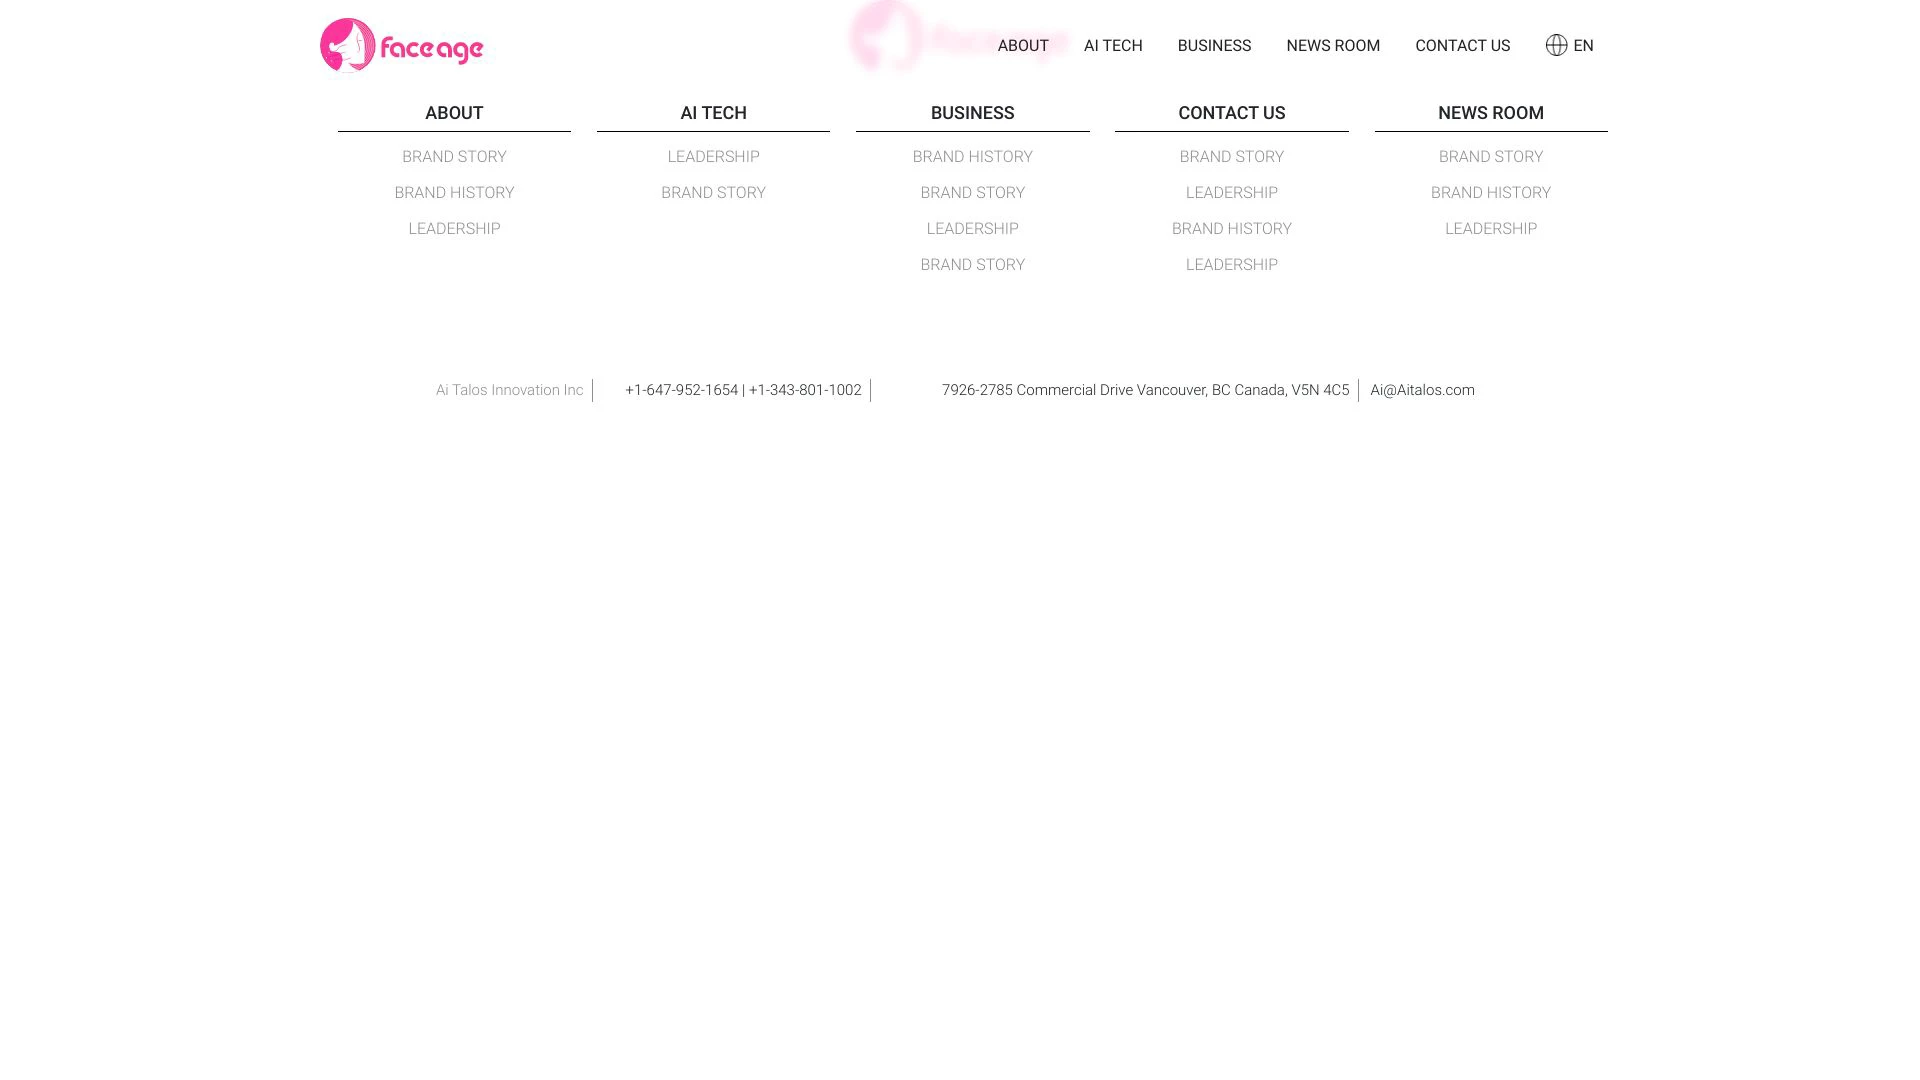 face age
ABOUT AI TECH BUSINESS NEWS ROOM CONTACT US EN
ABOUT
BRAND STORY
BRAND HISTORY
LEADERSHIP
AI TECH
LEADERSHIP
BRAND STORY
BUSINESS
BRAND HISTORY
BRAND STORY
LEADERSHIP
BRAND STORY
CONTACT US
BRAND STORY
LEADERSHIP
BRAND HISTORY
LEADERSHIP
NEWS ROOM
BRAND STORY
BRAND HISTORY
LEADERSHIP
Ai Talos Innovation Inc
+1-647-952-1654 | +1-343-801-1002
7926-2785 Commercial Drive Vancouver, BC Canada, V5N 4C5
Ai@Aitalos.com